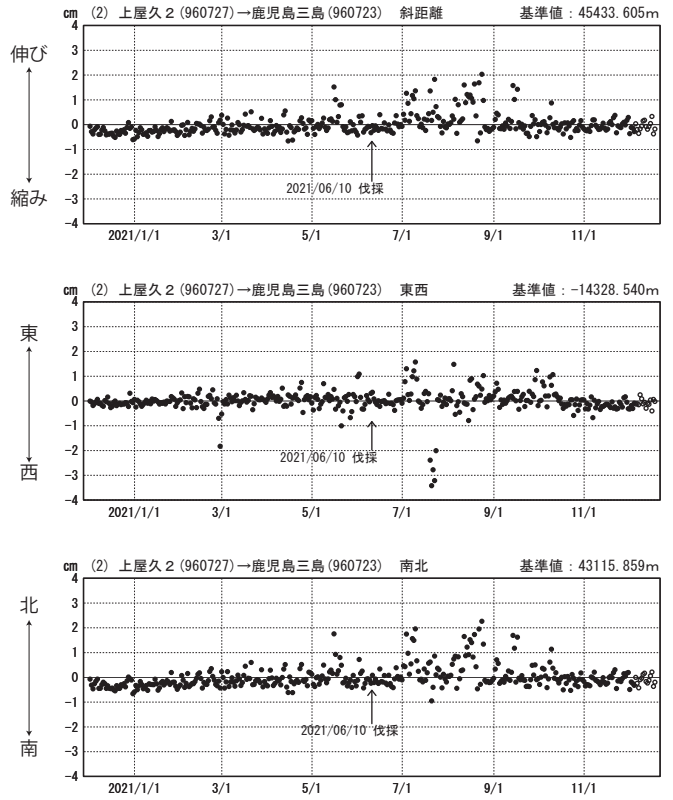 cm (2) 上屋久２(960727)→鹿児島三島(960723) 斜距離 基準値：45433.605ｍ
4
伸び
3
2
1
0
-1
-2
2021/06/10 伐採
縮み
-3
-4
2021/1/1 3/1 5/1 7/1 9/1 11/1
cm (2) 上屋久２(960727)→鹿児島三島(960723) 東西 基準値：-14328.540ｍ
4
東
3
2
1
0
-1
-2
2021/06/10 伐採
西
-3
-4
2021/1/1 3/1 5/1 7/1 9/1 11/1
cm (2) 上屋久２(960727)→鹿児島三島(960723) 南北 基準値：43115.859ｍ
4
北
3
2
1
0
-1
-2
2021/06/10 伐採
南
-3
-4
2021/1/1 3/1 5/1 7/1 9/1 11/1